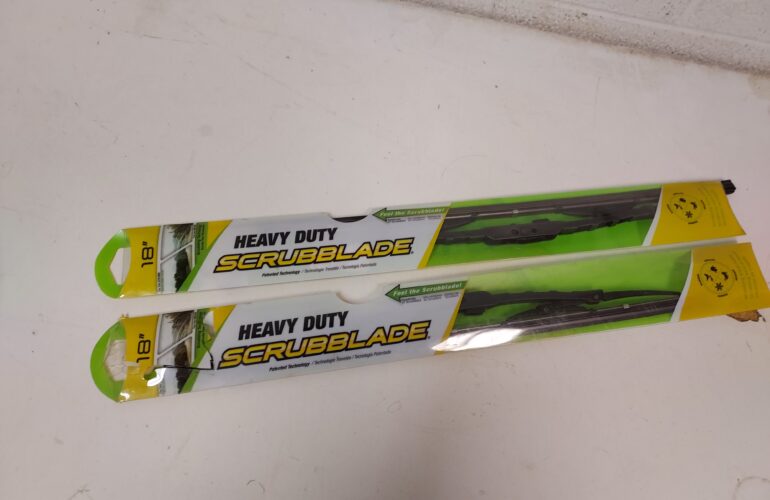 18"
HEAVY DUTY
SCRUBBLADE
Patented Technology / Technologie Brevetée / Tecnología Patentada
Feel the Scrubblade!
18"
HEAVY DUTY
SCRUBBLADE
Patented Technology / Technologie Brevetée / Tecnología Patentada
Feel the Scrubblade!